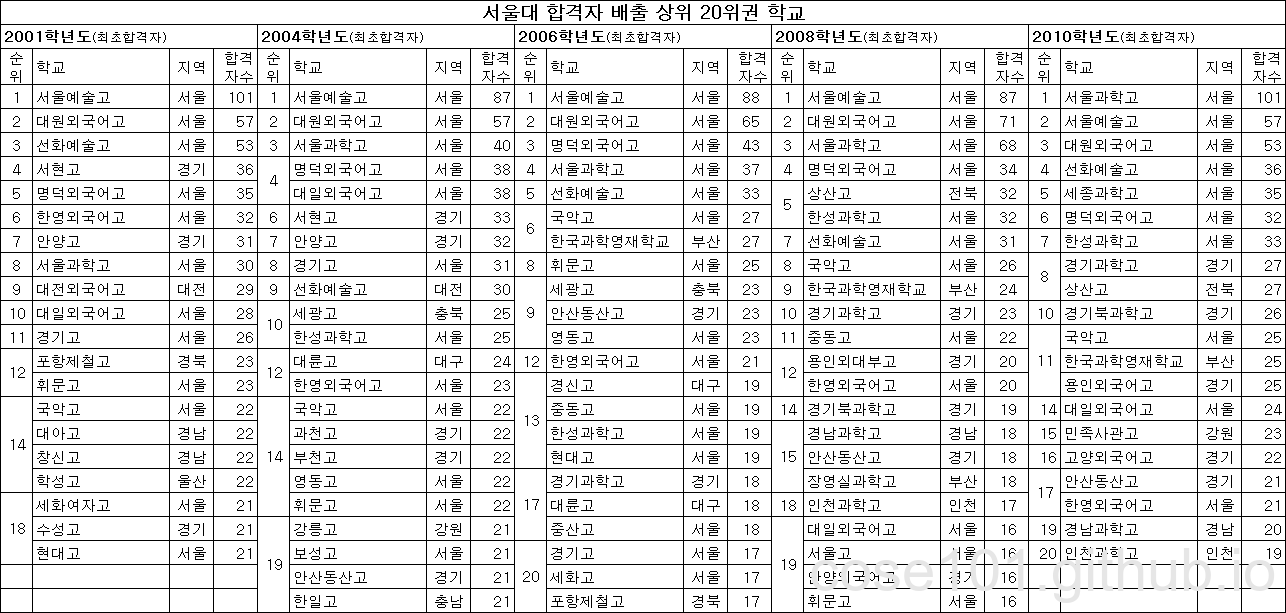 서울대 합격자 배출 상위 20위권 학교
2001학년도(최초합격자) 2004학년도(최초합격자) 2006학년도(최초합격자) 2008학년도(최초합격자) 2010학년도(최초합격자)
순위 학교 지역 합격자수 순위 학교 지역 합격자수 순위 학교 지역 합격자수 순위 학교 지역 합격자수 순위 학교 지역 합격자수
1 서울예술고 서울 101 1 서울예술고 서울 87 1 서울예술고 서울 88 1 서울예술고 서울 87 1 서울과학고 서울 101
2 대원외국어고 서울 57 2 대원외국어고 서울 57 2 대원외국어고 서울 65 2 대원외국어고 서울 71 2 서울예술고 서울 57
3 선화예술고 서울 53 3 서울과학고 서울 40 3 명덕외국어고 서울 43 3 서울과학고 서울 68 3 대원외국어고 서울 53
4 서현고 경기 36 4 명덕외국어고 서울 38 4 서울과학고 서울 37 4 명덕외국어고 서울 34 4 선화예술고 서울 36
5 명덕외국어고 서울 35 대일외국어고 서울 38 5 선화예술고 서울 33 5 상산고 전북 32 5 세종과학고 서울 35
6 한영외국어고 서울 32 6 서현고 경기 33 6 국악고 서울 27 한성과학고 서울 32 6 명덕외국어고 서울 32
7 안양고 경기 31 7 안양고 경기 32 한국과학영재학교 부산 27 7 선화예술고 서울 31 7 한성과학고 서울 33
8 서울과학고 서울 30 8 경기고 서울 31 8 휘문고 서울 25 8 국악고 서울 26 8 경기과학고 경기 27
9 대전외국어고 대전 29 9 선화예술고 대전 30 9 세광고 충북 23 9 한국과학영재학교 부산 24 상산고 전북 27
10 대일외국어고 서울 28 10 세광고 충북 25 안산동산고 경기 23 10 경기과학고 경기 23 10 경기북과학고 경기 26
11 경기고 서울 26 한성과학고 서울 25 영동고 서울 23 11 중동고 서울 22 11 국악고 서울 25
12 포항제철고 경북 23 12 대륜고 대구 24 12 한영외국어고 서울 21 12 용인외대부고 경기 20 한국과학영재학교 부산 25
휘문고 서울 23 한영외국어고 서울 23 13 경신고 대구 19 한영외국어고 서울 20 용인외국어고 경기 25
14 국악고 서울 22 14 국악고 서울 22 중동고 서울 19 14 경기북과학고 경기 19 14 대일외국어고 서울 24
대아고 경남 22 과천고 경기 22 한성과학고 서울 19 15 경남과학고 경남 18 15 민족사관고 강원 23
창신고 경남 22 부천고 경기 22 현대고 서울 19 안산동산고 경기 18 16 고양외국어고 경기 22
학성고 울산 22 영동고 서울 22 17 경기과학고 경기 18 장영실과학고 부산 18 17 안산동산고 경기 21
18 세화여자고 서울 21 휘문고 서울 22 대륜고 대구 18 18 인천과학고 인천 17 한영외국어고 서울 21
수성고 경기 21 19 강릉고 강원 21 중산고 서울 18 19 대일외국어고 서울 16 19 경남과학고 경남 20
현대고 서울 21 보성고 서울 21 20 경기고 서울 17 서울고 서울 16 20 인천과학고 인천 19
안산동산고 경기 21 세화고 서울 17 안양외국어고 경기 16
한일고 충남 21 포항제철고 경북 17 휘문고 서울 16
cose101.github.io